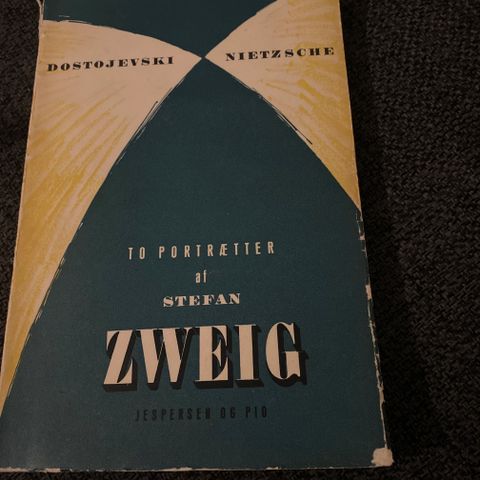 DOSTOJEVSKI NIETZSCHE
TO PORTRÆTTER
af
STEFAN
ZWEIG
JESPERSEN OG PIO